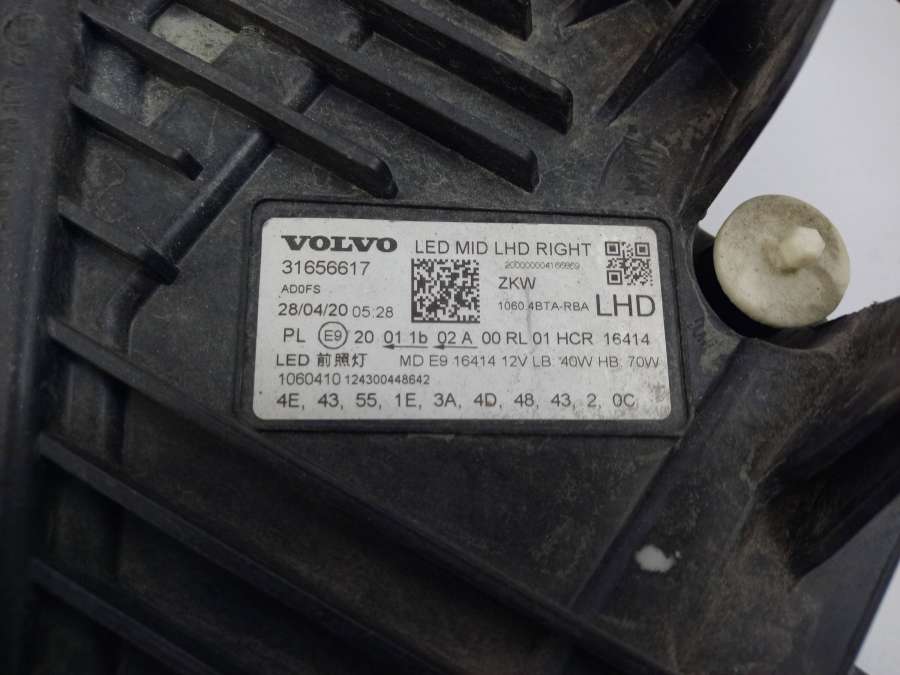 VOLVO LED MID LHD RIGHT
31656617
AD0FS ZKW
28/04/20 05:28 1060.4BTA-RBA LHD
PL E9 20 01 1b 02 A 00 RL 01 HCR 16414
LED 前照灯 MD E9 16414 12V LB: 40W HB: 70W
1060410 124300448642
4E, 43, 55, 1E, 3A, 4D, 48, 43, 2, 0C